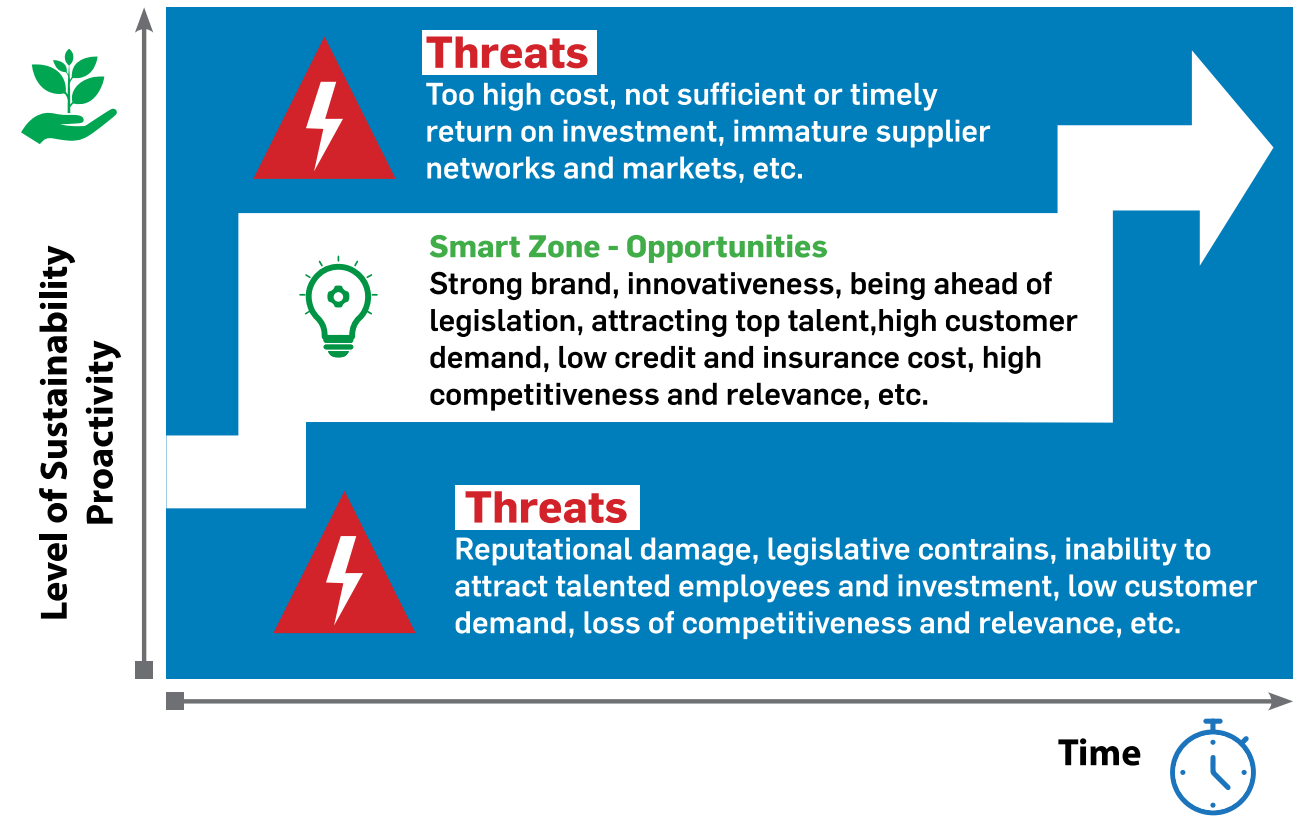 Threats
Too high cost, not sufficient or timely
return on investment, immature supplier
networks and markets, etc.
Smart Zone - Opportunities
Strong brand, innovativeness, being ahead of
legislation, attracting top talent,high customer
demand, low credit and insurance cost, high
competitiveness and relevance, etc.
Threats
Reputational damage, legislative contrains, inability to
attract talented employees and investment, low customer
demand, loss of competitiveness and relevance, etc.
Level of Sustainability
Proactivity
Time